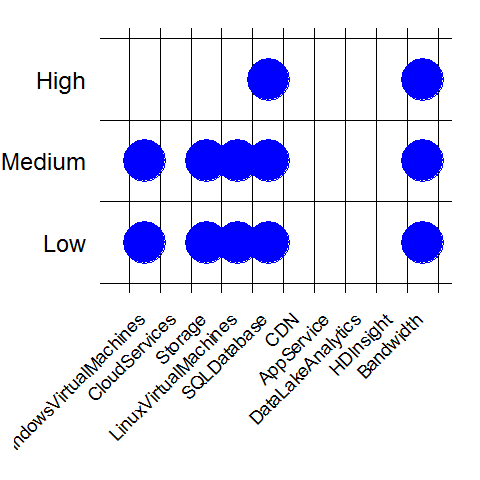 High
Medium
Low
ndowsVirtualMachines
CloudServices
Storage
LinuxVirtualMachines
SQLDatabase
CDN
AppService
DataLakeAnalytics
HDInsight
Bandwidth